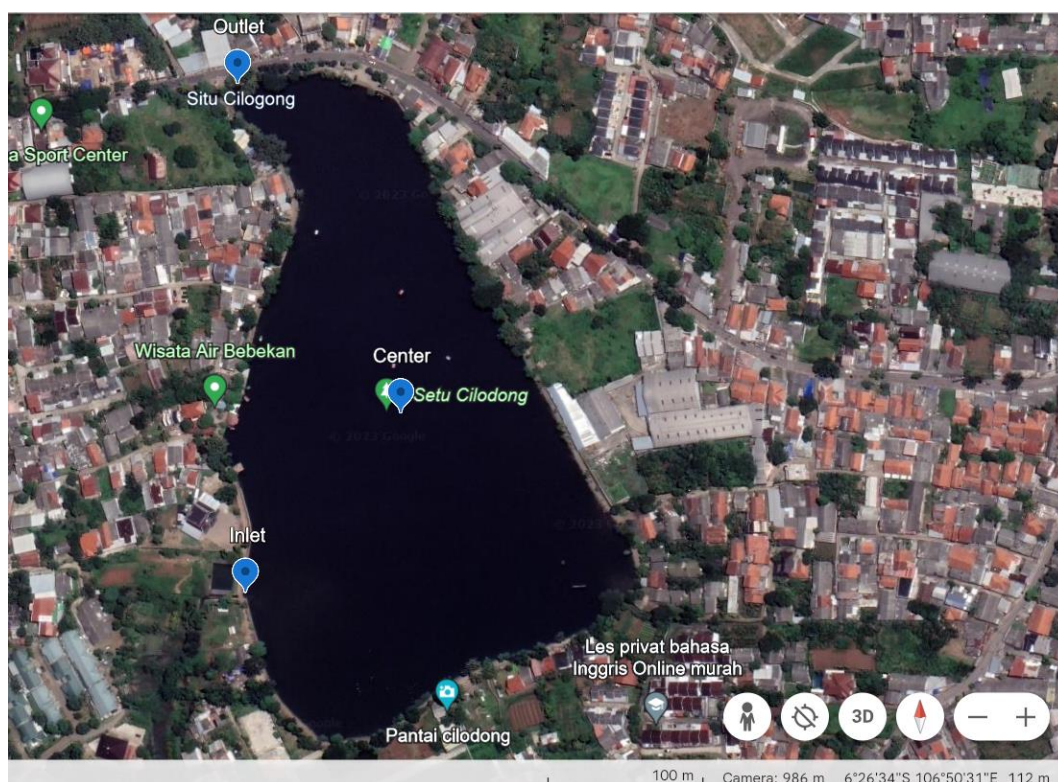 Outlet
Situ Cilogong
a Sport Center
Wisata Air Bebekan
Center
Setu Cilodong
Inlet
Les privat bahasa
Inggris Online murah
Pantai cilodong
3D
100 m
Camera: 986 m 6°26'34"S 106°50'31"E 112 m